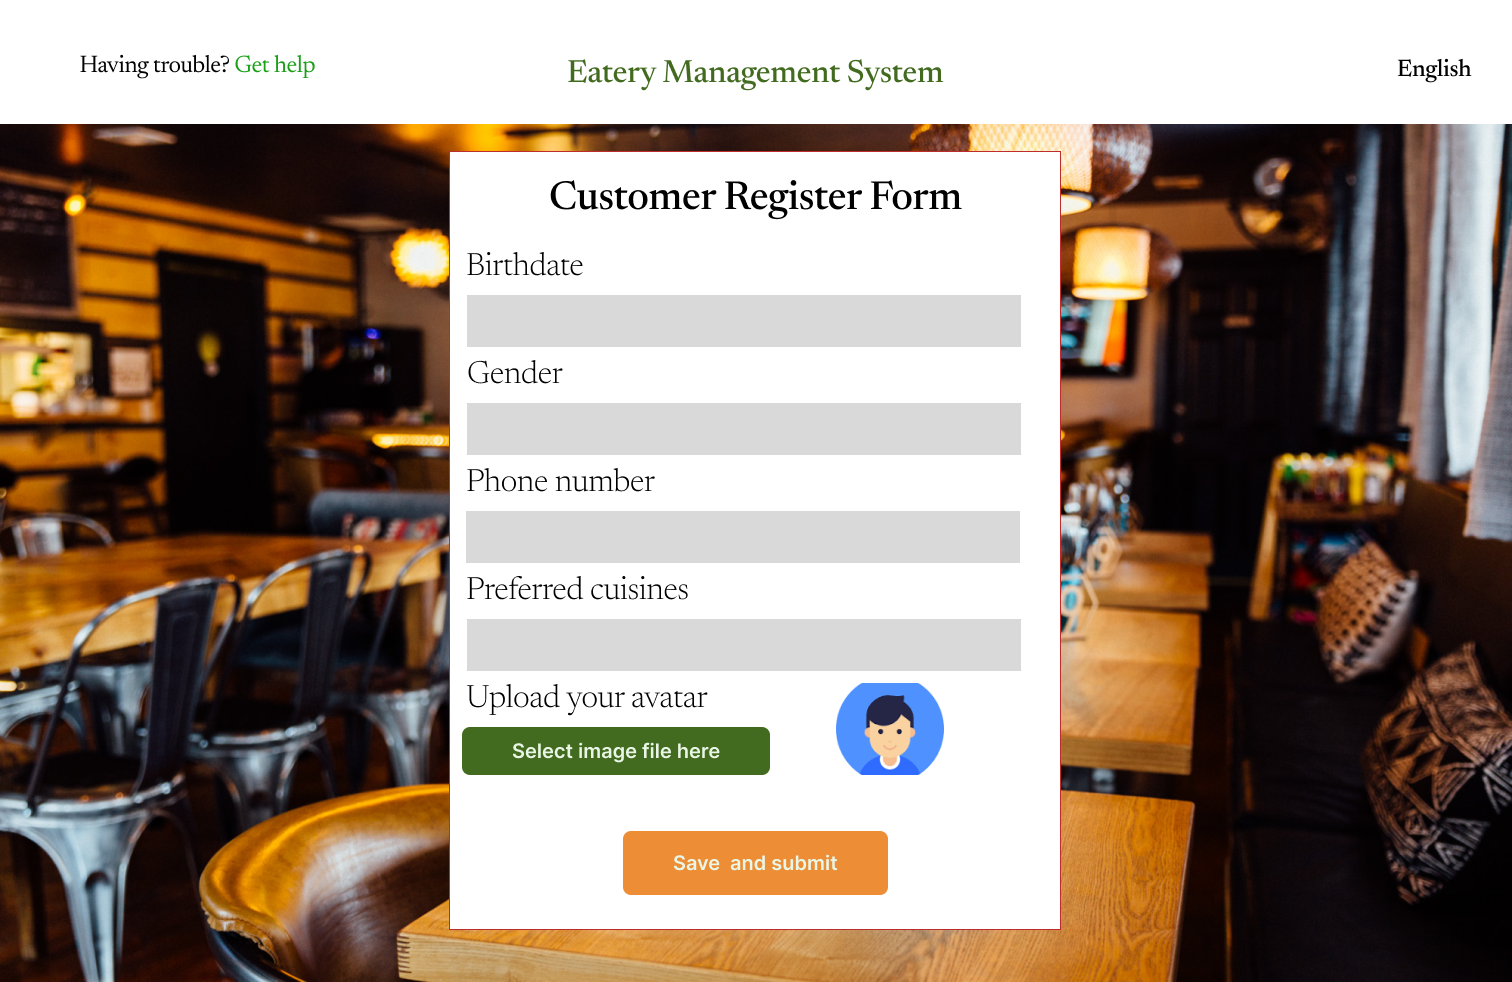 Having trouble? Get help
Eatery Management System
English
Customer Register Form
Birthdate
Gender
Phone number
Preferred cuisines
Upload your avatar
Select image file here
Save  and submit